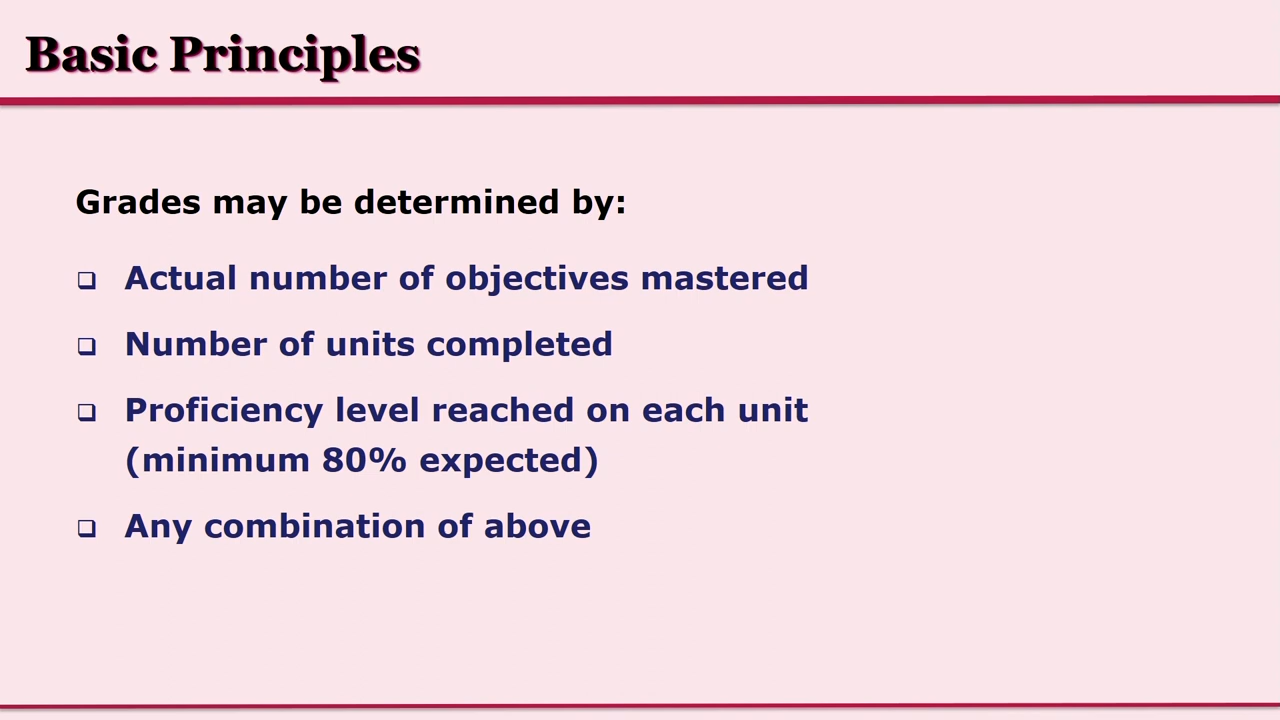 Basic Principles
Grades may be determined by:
❑ Actual number of objectives mastered
❑ Number of units completed
❑ Proficiency level reached on each unit
(minimum 80% expected)
❑ Any combination of above